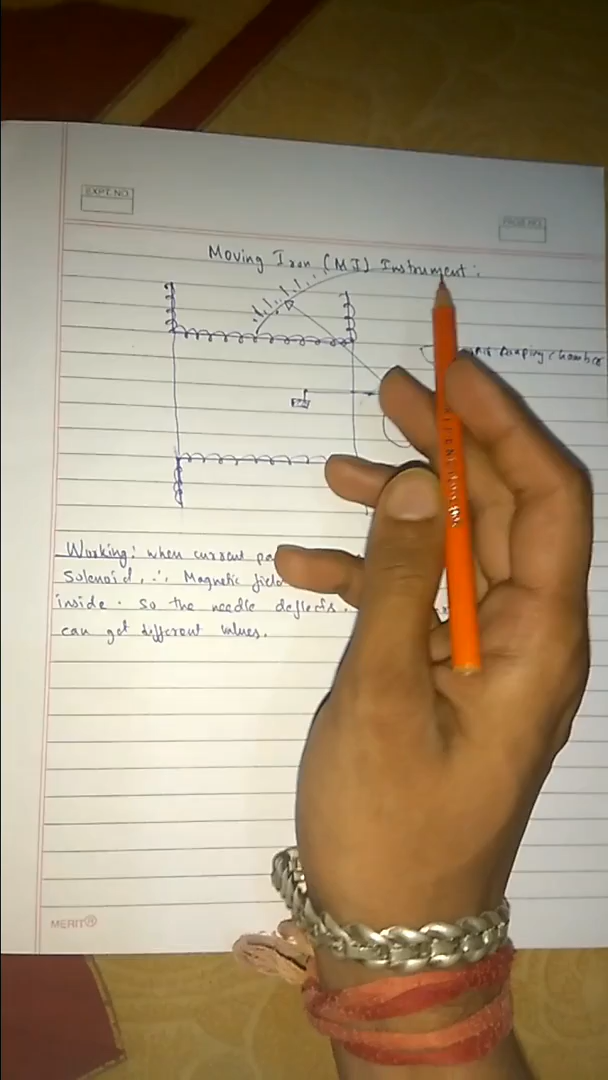 EXPT. NO.
PAGE NO.
Moving Iron (MI) Instrument:
Damping Chamber
Working: when current
Solenoid, ∴ Magnetic field
inside. So the needle deflects.
can get different values.
MERIT®